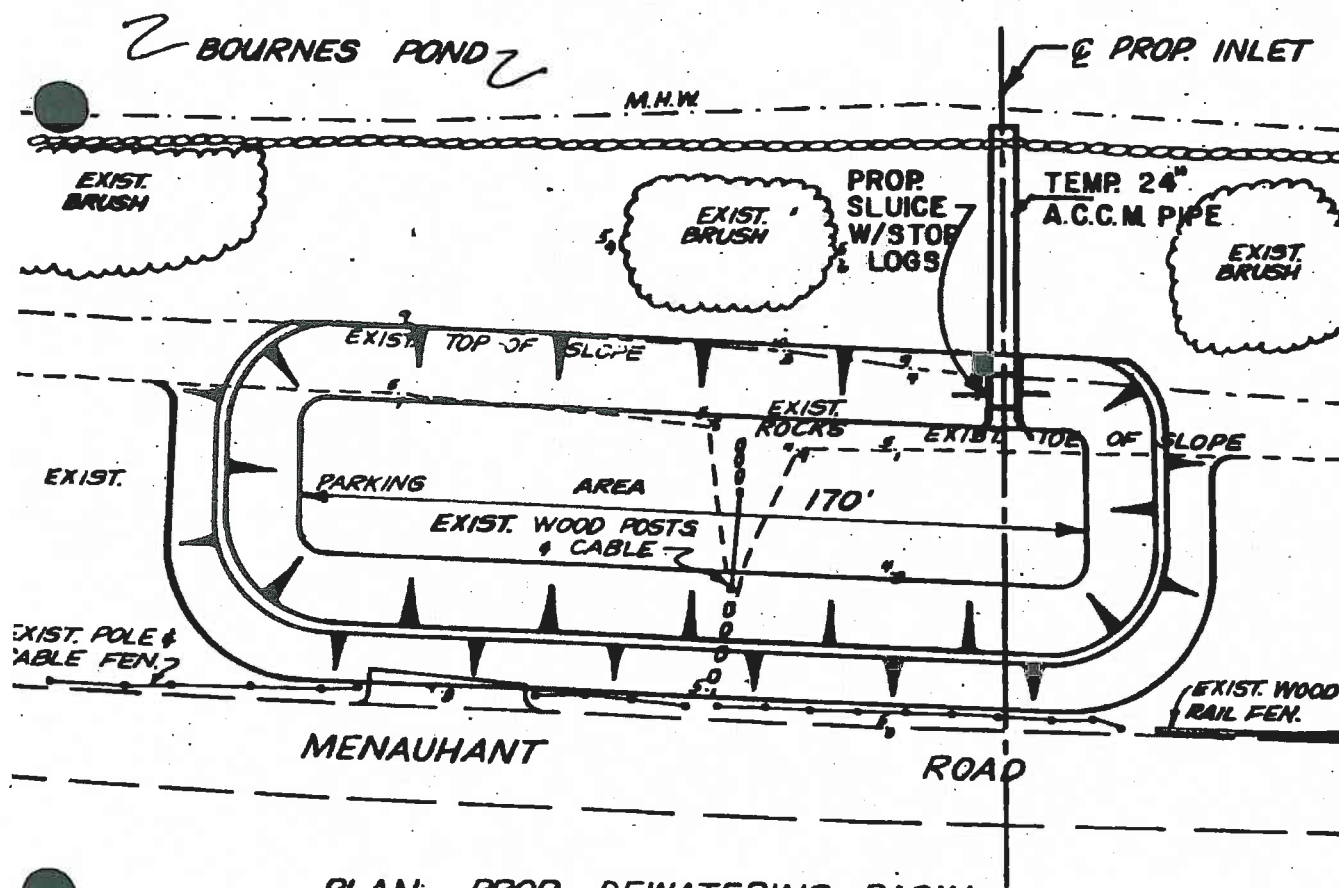 BOURNES POND
℄ PROP. INLET
M.H.W.
EXIST.
BRUSH
EXIST.
BRUSH
PROP.
SLUICE
W/STOP
LOGS
TEMP. 24"
A.C.C.M. PIPE
EXIST.
BRUSH
EXIST. TOP OF SLOPE
EXIST.
ROCKS
EXIST. TOE OF SLOPE
EXIST.
PARKING AREA
170'
EXIST. WOOD POSTS
& CABLE
EXIST. POLE &
CABLE FEN.
EXIST. WOOD
RAIL FEN.
MENAUHANT ROAD
PLAN: PROP. DEWATERING BASIN